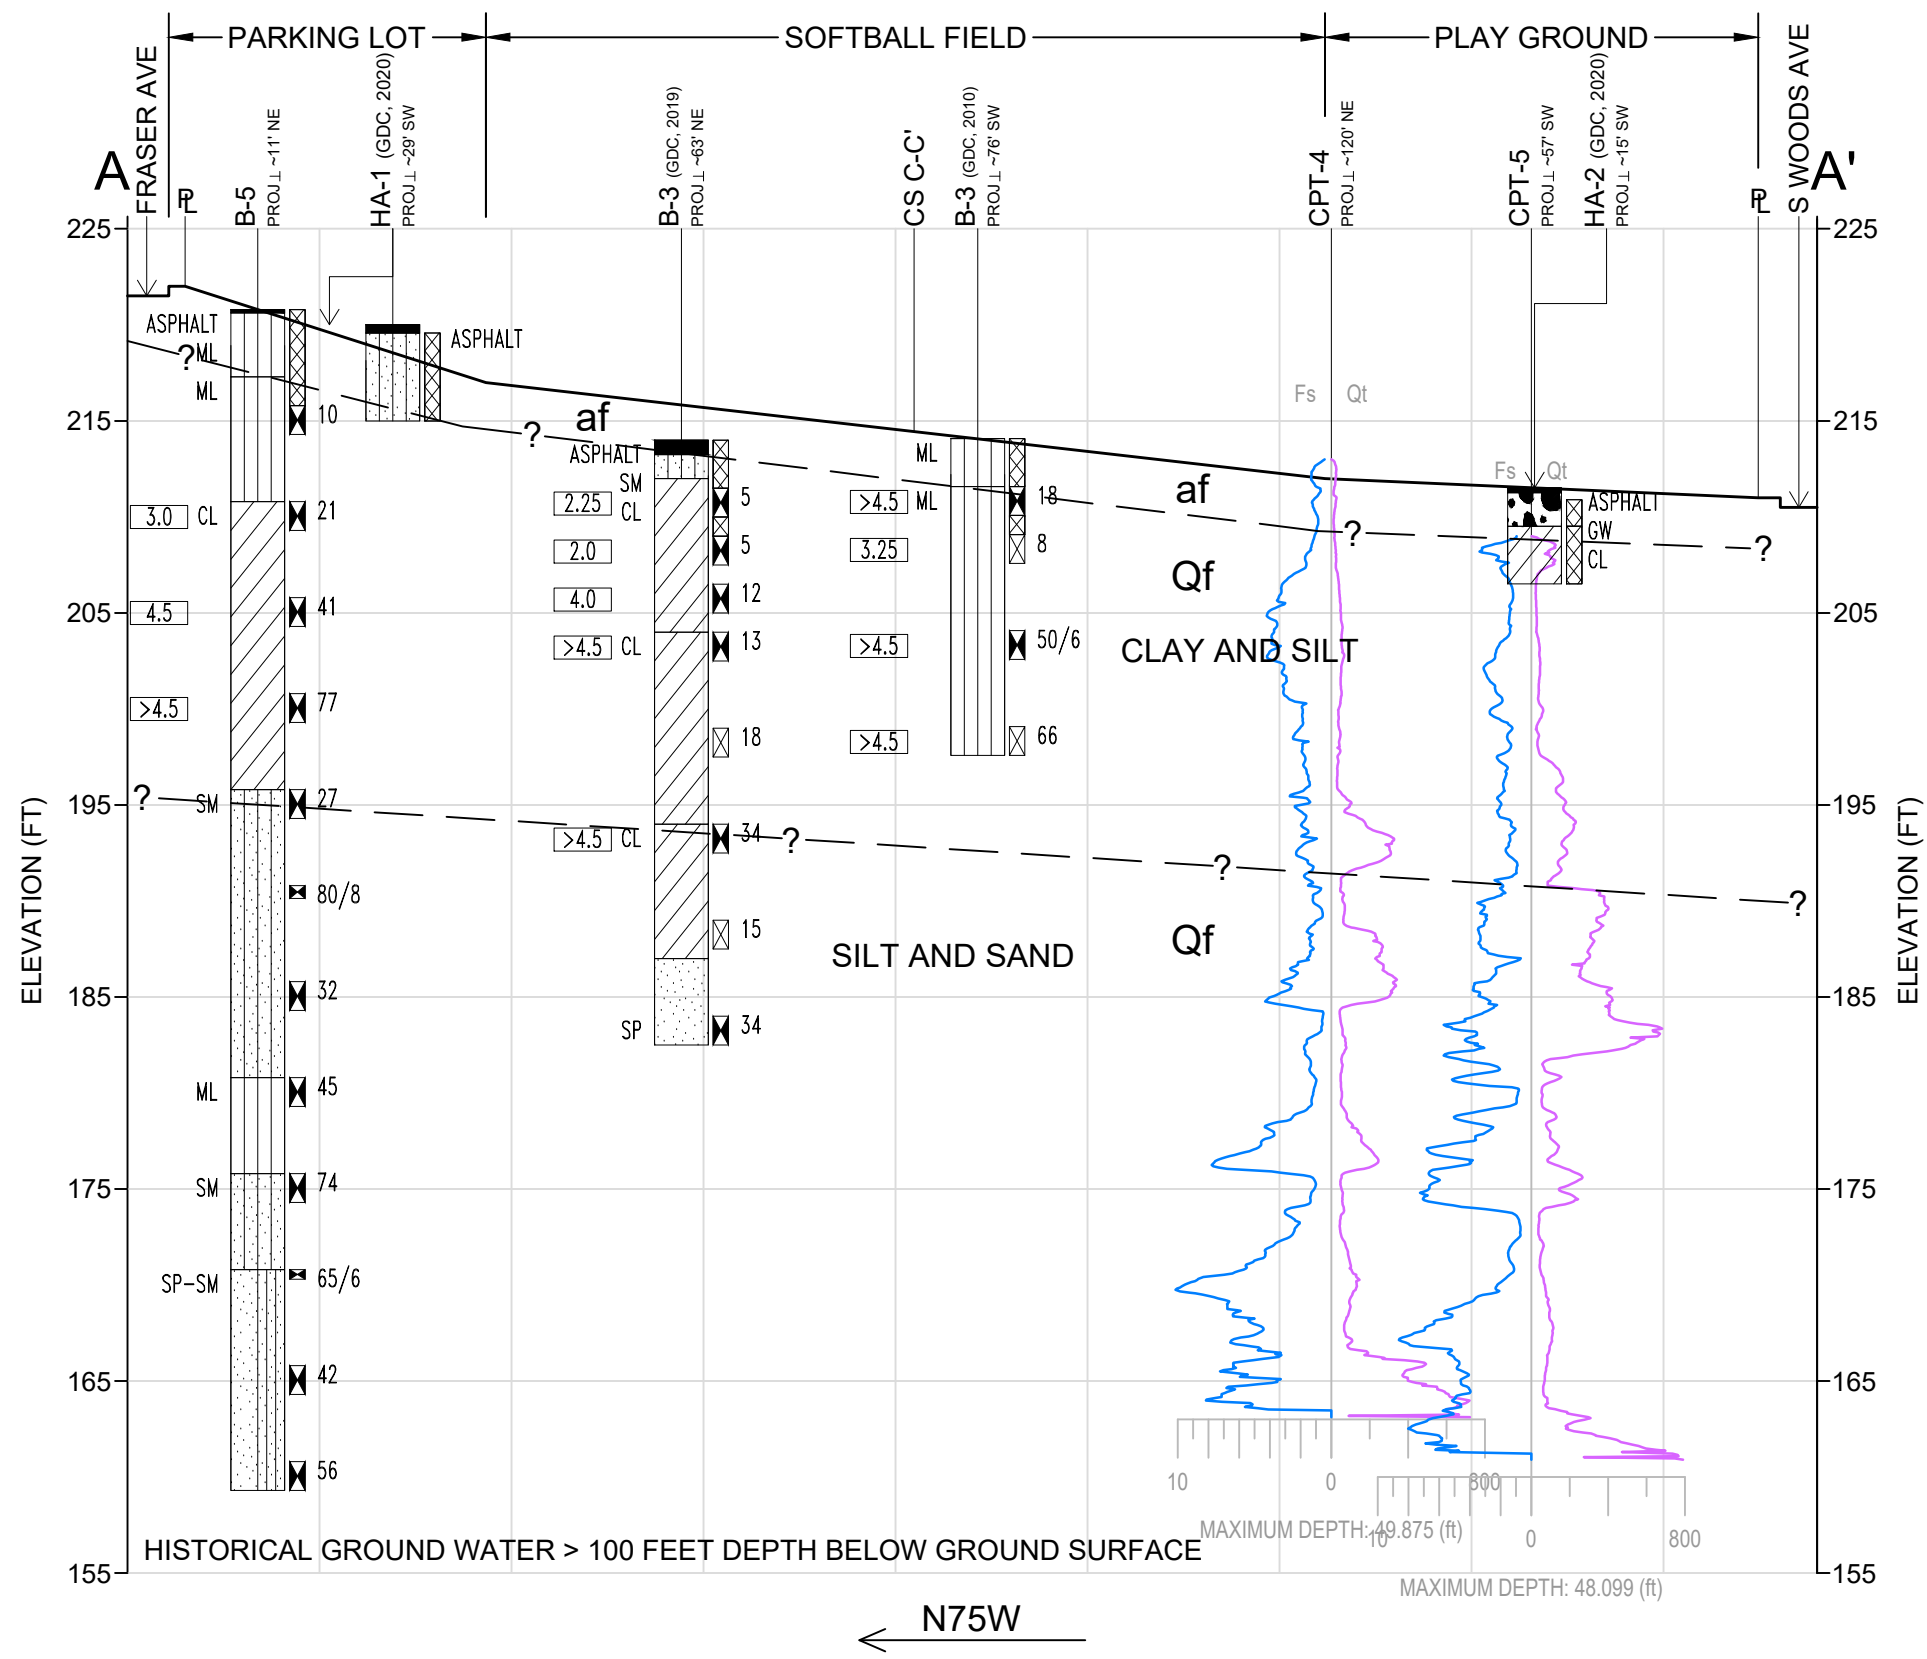 PARKING LOT
SOFTBALL FIELD
PLAY GROUND
A
FRASER AVE
PL
B-5
PROJ.⊥ ~11' NE
HA-1 (GDC, 2020)
PROJ.⊥ ~29' SW
B-3 (GDC, 2019)
PROJ.⊥ ~63' NE
CS C-C'
B-3 (GDC, 2010)
PROJ.⊥ ~76' SW
CPT-4
PROJ.⊥ ~120' NE
CPT-5
PROJ.⊥ ~57' SW
HA-2 (GDC, 2020)
PROJ.⊥ ~15' SW
PL
S WOODS AVE
A'
225
215
205
195
185
175
165
155
ELEVATION (FT)
ASPHALT
? ML
ML
10
3.0 CL 21
4.5 41
>4.5 77
? SM 27
80/8
32
ML 45
SM 74
SP-SM 65/6
42
56
ASPHALT
?
af
ASPHALT
SM
2.25 CL 5
2.0 5
4.0 12
>4.5 CL 13
18
>4.5 CL 34 ?
15
SP 34
ML
>4.5 ML 18
3.25 8
>4.5 50/6
>4.5 66
af
Qf
CLAY AND SILT
?
SILT AND SAND
Qf
Fs Qt
?
10 0 800
MAXIMUM DEPTH: 49.875 (ft)
Fs Qt
ASPHALT
GW
CL
?
?
10 0 800
MAXIMUM DEPTH: 48.099 (ft)
225
215
205
195
185
175
165
155
ELEVATION (FT)
HISTORICAL GROUND WATER > 100 FEET DEPTH BELOW GROUND SURFACE
N75W